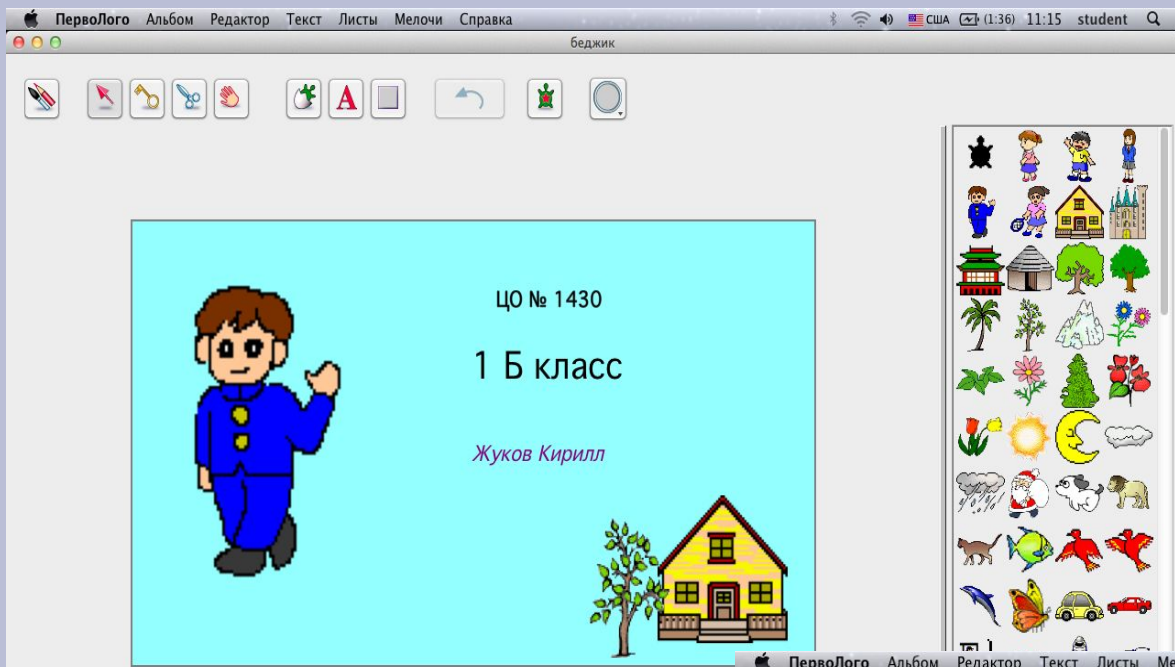 ПервоЛого Альбом Редактор Текст Листы Мелочи Справка США (1:36) 11:15 student
беджик
A
ЦО № 1430
1 Б класс
Жуков Кирилл
ПервоЛого Альбом Редактор Текст Листы